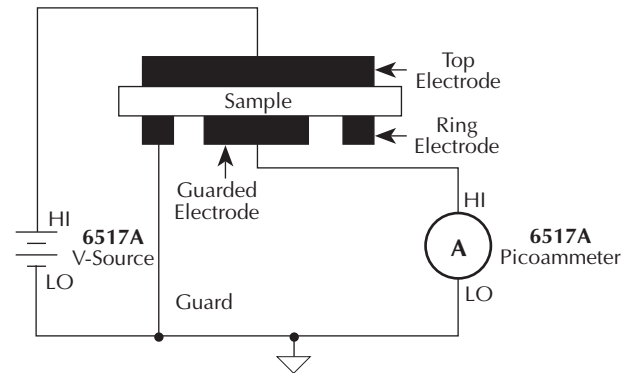 Top
Electrode
Sample
Ring
Electrode
Guarded
Electrode
HI
6517A
V-Source
LO
HI
A
6517A
Picoammeter
LO
Guard